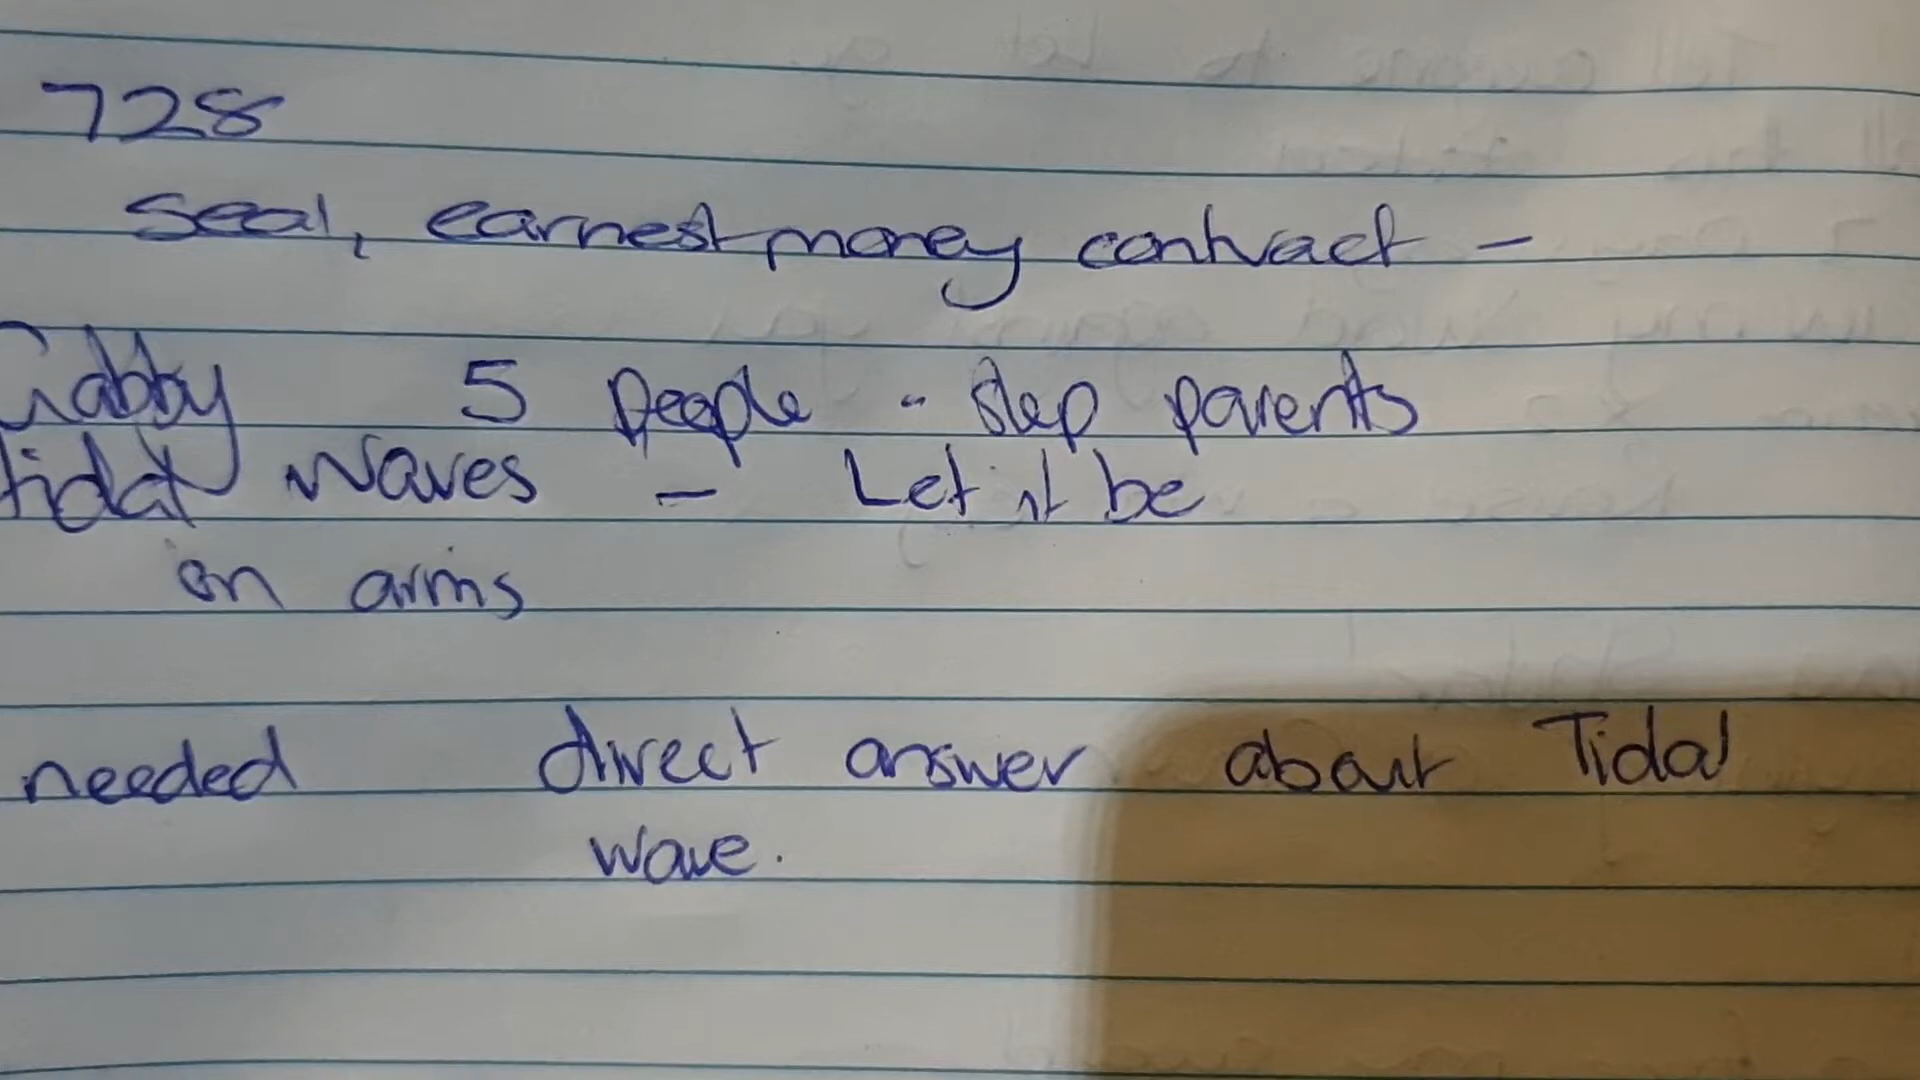 728
seal, earnest money contract -
Gabby 5 people - step parents
tidal waves - Let it be
on arms
needed direct answer about Tidal
wave.